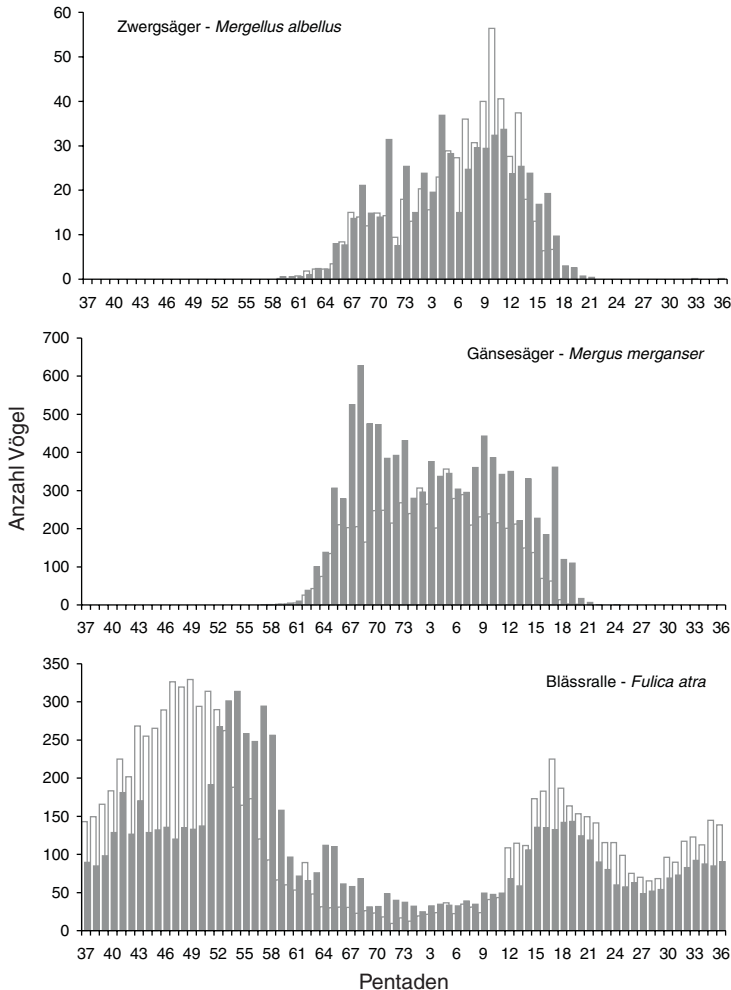 60
Zwergsäger - Mergellus albellus
50
40
30
20
10
0
37 40 43 46 49 52 55 58 61 64 67 70 73 3 6 9 12 15 18 21 24 27 30 33 36
700
Gänsesäger - Mergus merganser
600
500
400
300
200
100
0
37 40 43 46 49 52 55 58 61 64 67 70 73 3 6 9 12 15 18 21 24 27 30 33 36
Anzahl Vögel
350
Blässralle - Fulica atra
300
250
200
150
100
50
0
37 40 43 46 49 52 55 58 61 64 67 70 73 3 6 9 12 15 18 21 24 27 30 33 36
Pentaden